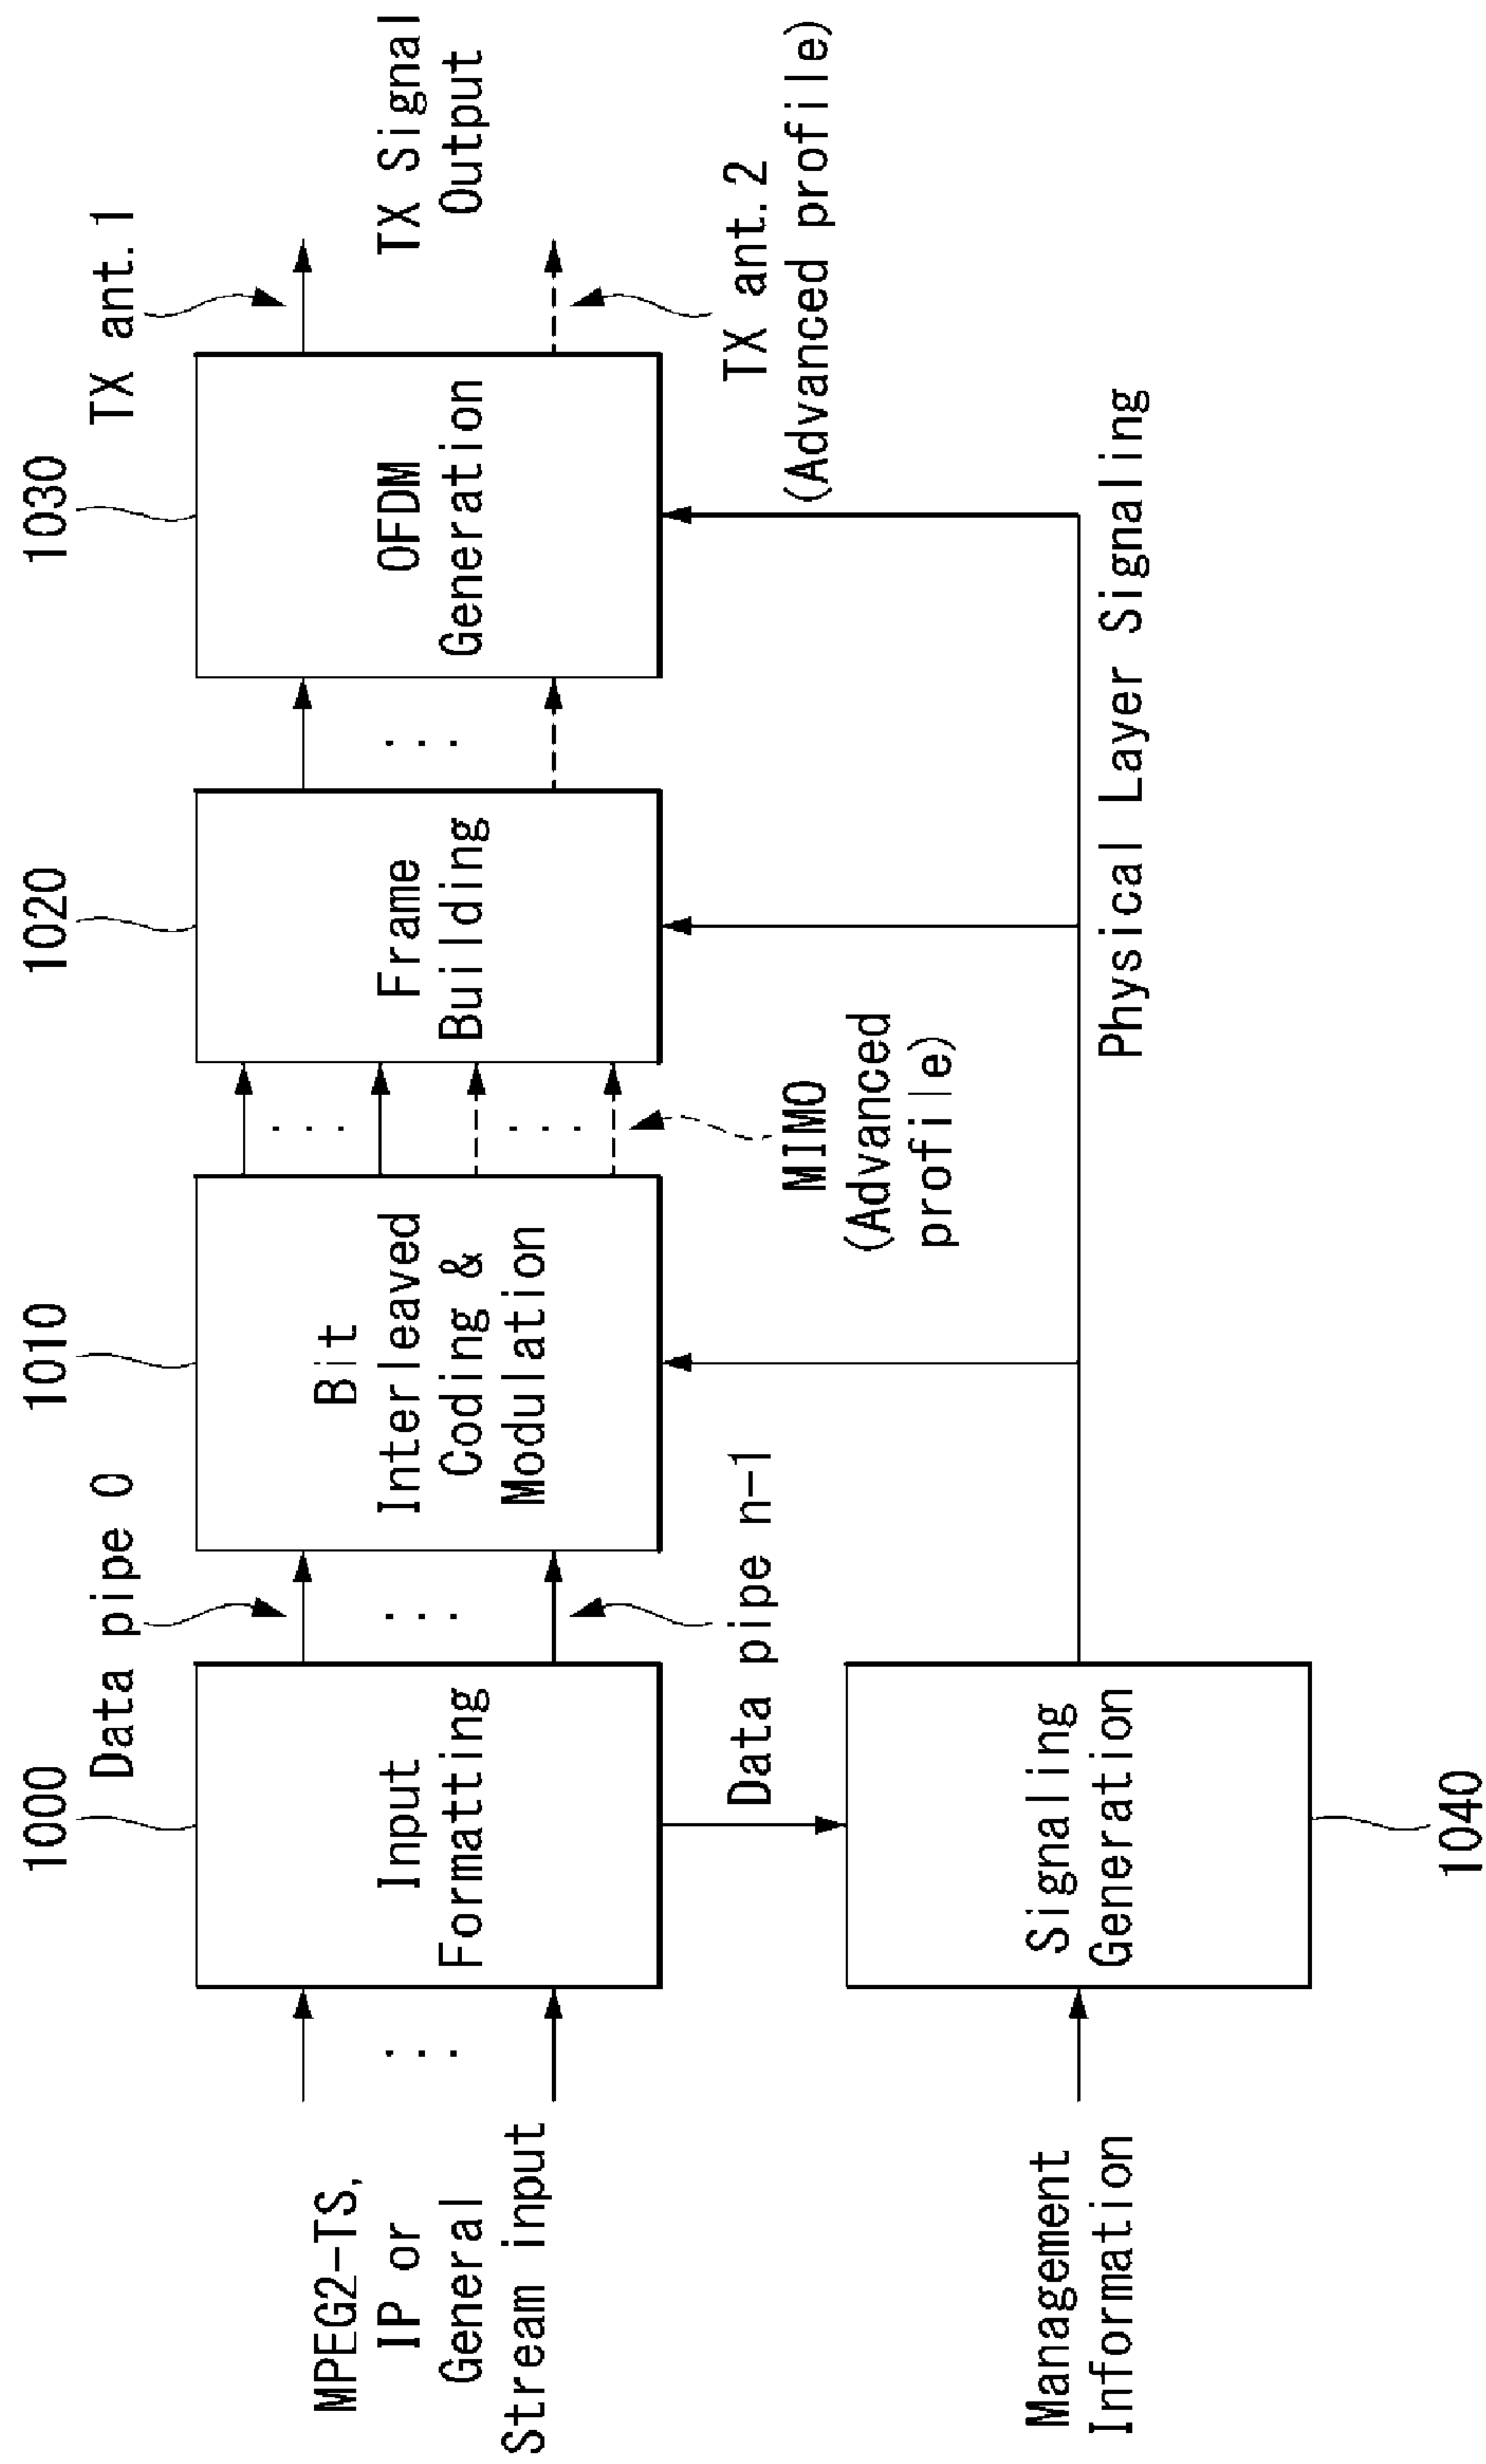 1000
1010
1020
1030
Data pipe 0
TX ant.1
MPEG2-TS,
IP or
General
Stream input
Input
Formatting
Bit
Interleaved
Coding &
Modulation
Frame
Building
OFDM
Generation
TX Signal
Output
Data pipe n-1
MIMO
(Advanced
profile)
TX ant.2
(Advanced profile)
Management
Information
Signaling
Generation
Physical Layer Signaling
1040